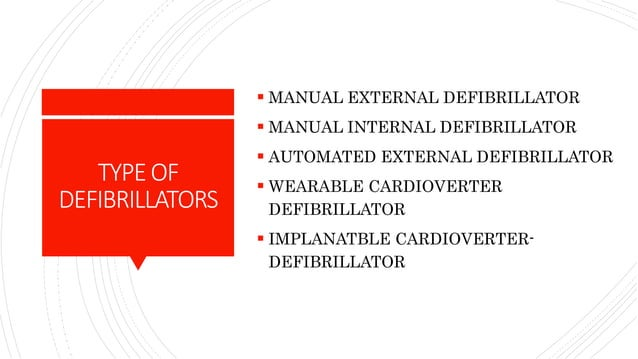 TYPE OF
DEFIBRILLATORS
▪ MANUAL EXTERNAL DEFIBRILLATOR
▪ MANUAL INTERNAL DEFIBRILLATOR
▪ AUTOMATED EXTERNAL DEFIBRILLATOR
▪ WEARABLE CARDIOVERTER
DEFIBRILLATOR
▪ IMPLANATBLE CARDIOVERTER-
DEFIBRILLATOR